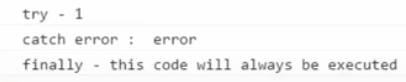 try - 1
catch error :  error
finally - this code will always be executed